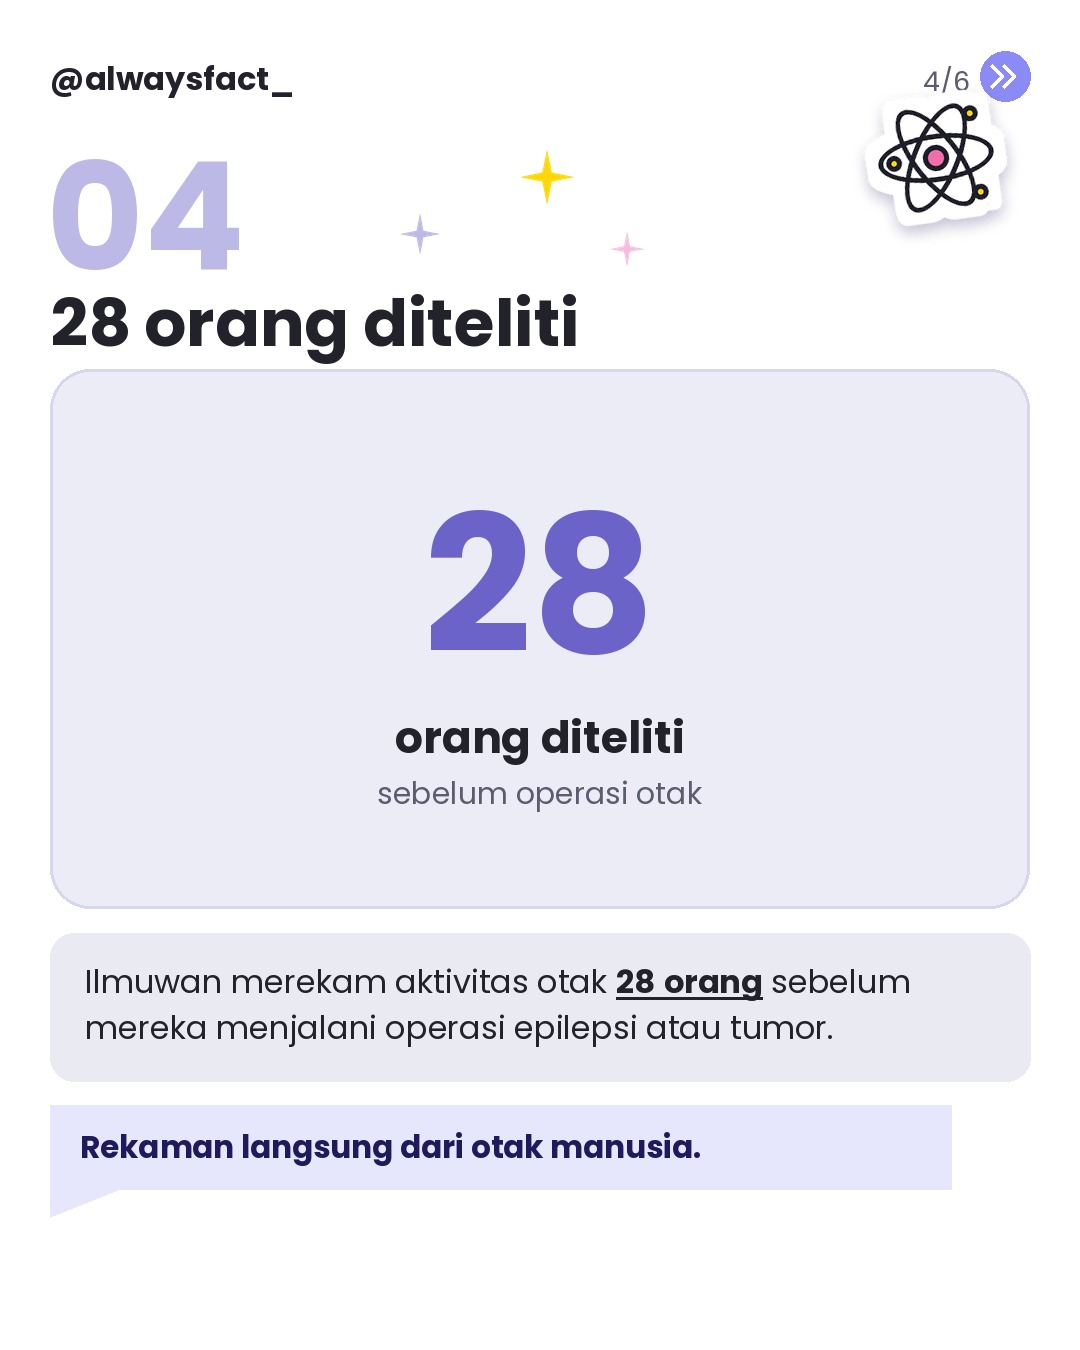 @alwaysfact_
4/6
04
28 orang diteliti
28
orang diteliti
sebelum operasi otak
Ilmuwan merekam aktivitas otak 28 orang sebelum
mereka menjalani operasi epilepsi atau tumor.
Rekaman langsung dari otak manusia.